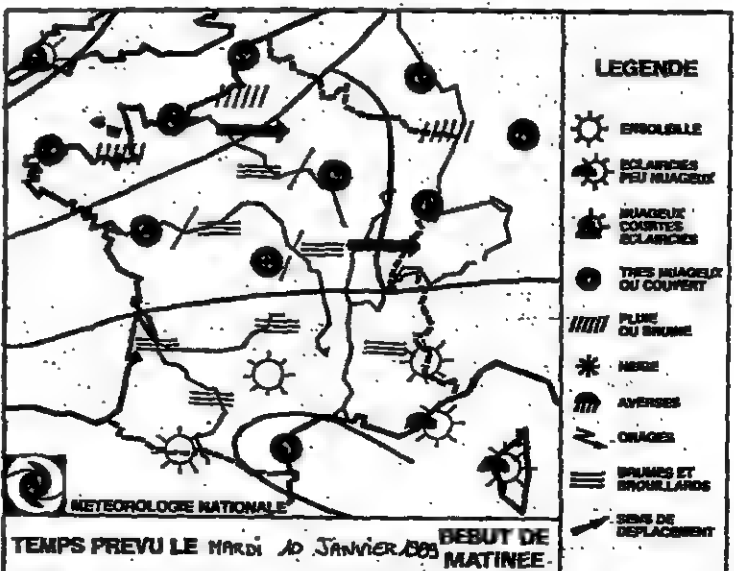 LEGENDE
ENSOLEILLE
ECLAIRCIES
PEU NUAGEUX
NUAGEUX
COURTES
ECLAIRCIES
TRES NUAGEUX
OU COUVERT
PLUIE
OU BRUINE
NEIGE
AVERSES
ORAGES
BRUMES ET
BROUILLARDS
SENS DE
DEPLACEMENT
METEOROLOGIE NATIONALE
TEMPS PREVU LE MARDI 10 JANVIER 1989 DEBUT DE
MATINEE